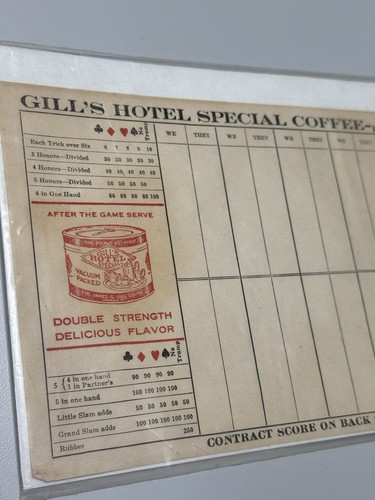 GILL'S HOTEL SPECIAL COFFEE-
♣ ♦ ♥ ♠ No Trump
WE THEY WE THEY WE THEY WE
Each Trick over Six 6 7 8 9 10
3 Honors—Divided 30 30 30 30 30
4 Honors—Divided 40 40 40 40 40
5 Honors—Divided 50 50 50 50
4 in One Hand 80 80 80 80 100
AFTER THE GAME SERVE
GILL'S
HOTEL
SPECIAL
VACUUM
PACKED
DOUBLE STRENGTH
DELICIOUS FLAVOR
♣ ♦ ♥ ♠ No Trump
5 { 4 in one hand 90 90 90 90
1 in Partner's
5 in one hand 100 100 100 100
Little Slam adds 50 50 50 50 50
Grand Slam adds 100 100 100 100 100
Rubber 250
CONTRACT SCORE ON BACK